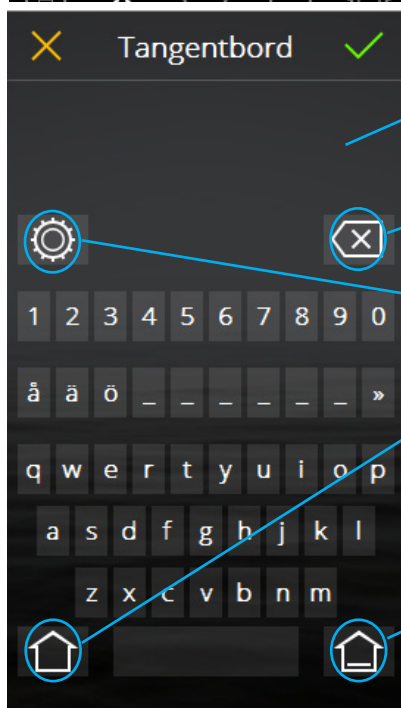 Tangentbord
1 2 3 4 5 6 7 8 9 0
å ä ö _ _ _ _ _ _ »
q w e r t y u i o p
a s d f g h j k l
z x c v b n m